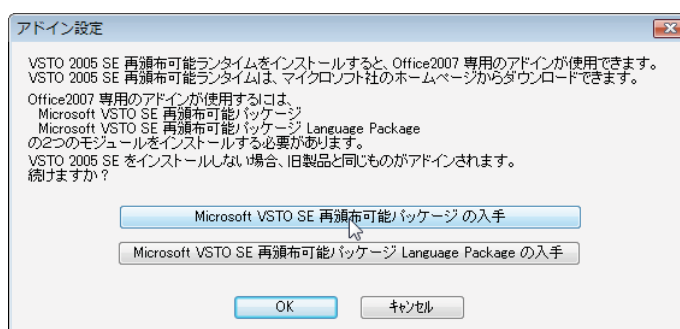 アドイン設定
VSTO 2005 SE 再頒布可能ランタイムをインストールすると、Office2007 専用のアドインが使用できます。
VSTO 2005 SE 再頒布可能ランタイムは、マイクロソフト社のホームページからダウンロードできます。
Office2007 専用のアドインが使用するには、
Microsoft VSTO SE 再頒布可能パッケージ
Microsoft VSTO SE 再頒布可能パッケージ Language Package
の2つのモジュールをインストールする必要があります。
VSTO 2005 SE をインストールしない場合、旧製品と同じものがアドインされます。
続けますか?
Microsoft VSTO SE 再頒布可能パッケージ の入手
Microsoft VSTO SE 再頒布可能パッケージ Language Package の入手
OK キャンセル